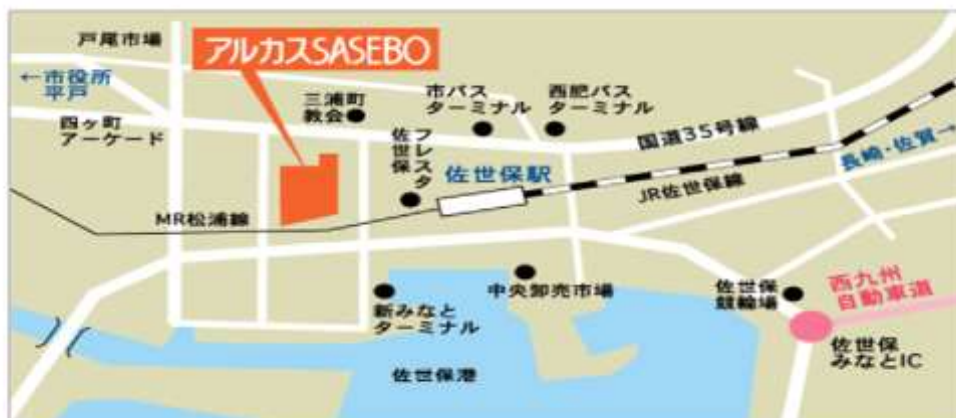 戸尾市場
アルカスSASEBO
←市役所
平戸
三浦町
教会
市バス
ターミナル
西肥バス
ターミナル
四ヶ町
アーケード
国道35号線
フレスタ
佐世保
佐世保駅
長崎・佐賀→
JR佐世保線
MR松浦線
中央卸売市場
佐世保
競輪場
西九州
自動車道
新みなと
ターミナル
佐世保
みなとIC
佐世保港